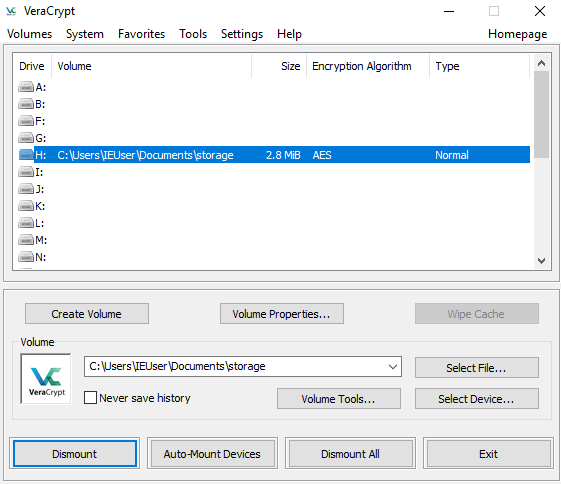 VeraCrypt
Volumes System Favorites Tools Settings Help Homepage
Drive Volume Size Encryption Algorithm Type
A:
B:
F:
G:
H: C:\Users\IEUser\Documents\storage 2.8 MiB AES Normal
I:
J:
K:
L:
M:
N:
Create Volume Volume Properties... Wipe Cache
Volume
VeraCrypt
C:\Users\IEUser\Documents\storage Select File...
Never save history Volume Tools... Select Device...
Dismount Auto-Mount Devices Dismount All Exit